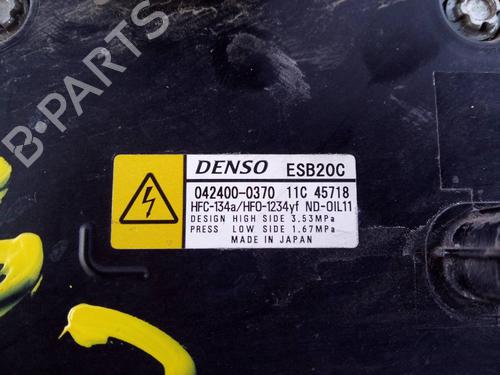 B-PARTS
DENSO ESB20C
042400-0370 11C 45718
HFC-134a/HFO-1234yf ND-OIL11
DESIGN HIGH SIDE 3.53MPa
PRESS LOW SIDE 1.67MPa
MADE IN JAPAN